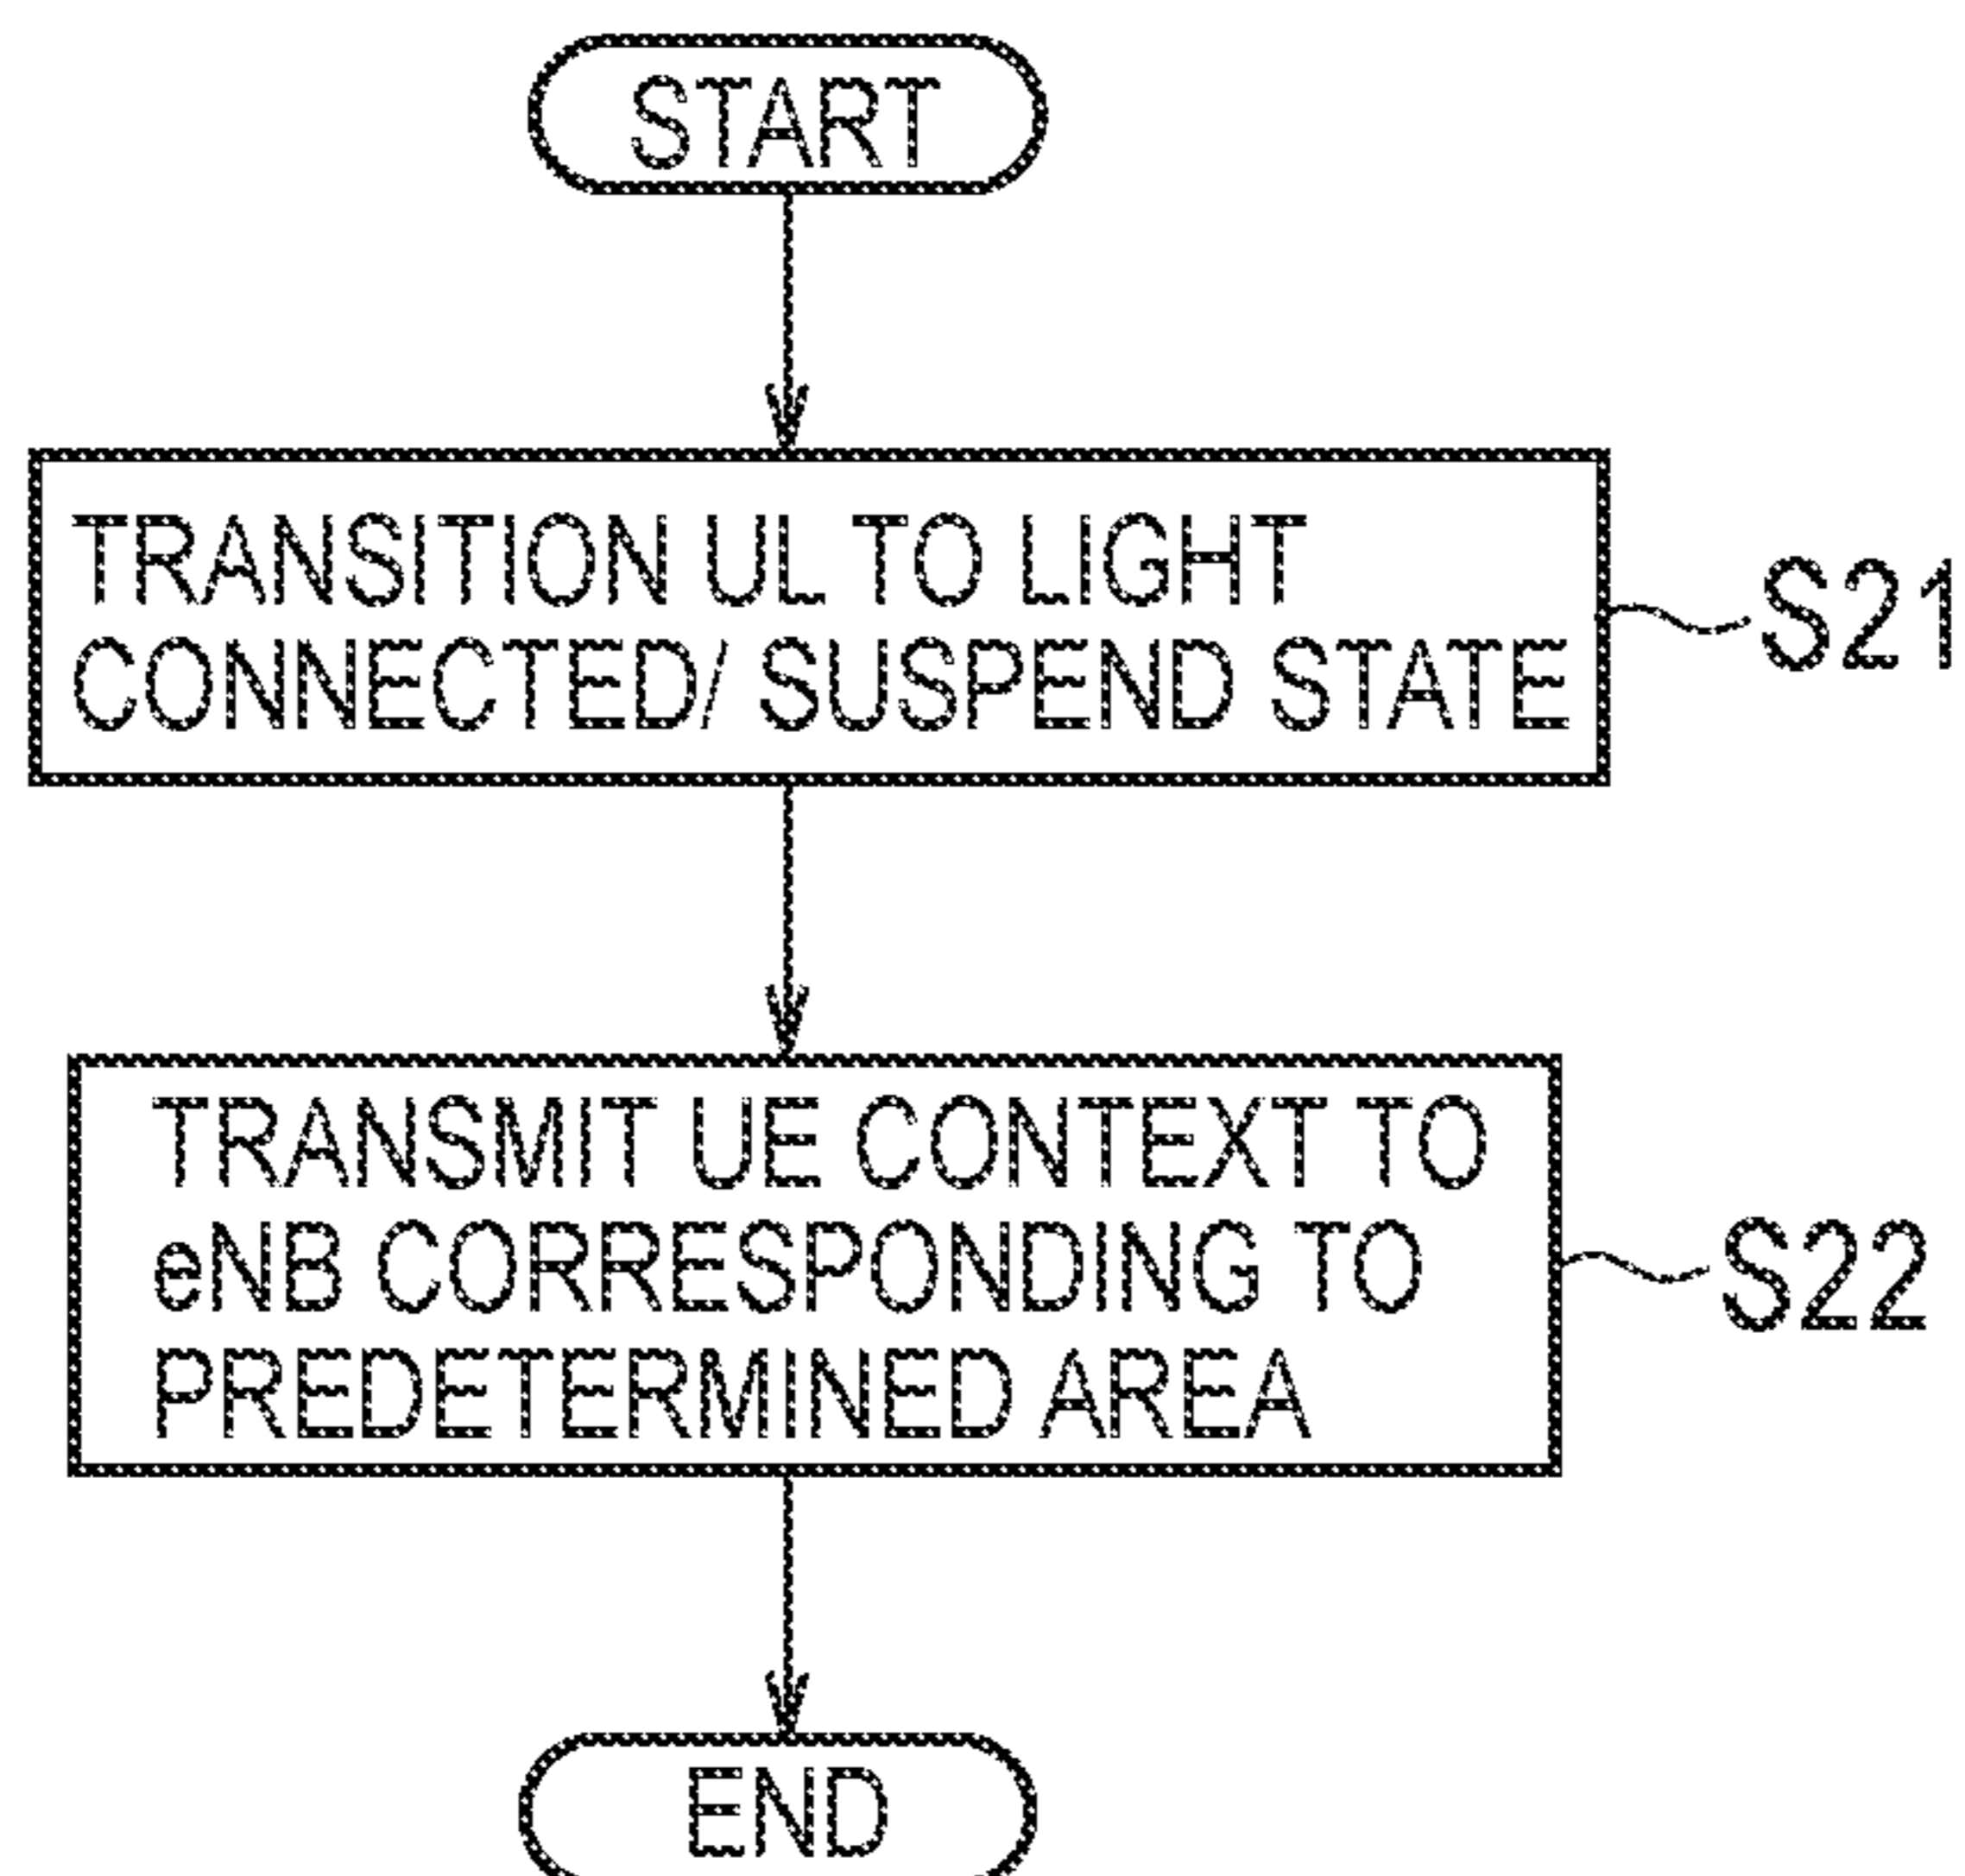 START
TRANSITION UL TO LIGHT
CONNECTED/ SUSPEND STATE
S21
TRANSMIT UE CONTEXT TO
eNB CORRESPONDING TO
PREDETERMINED AREA
S22
END